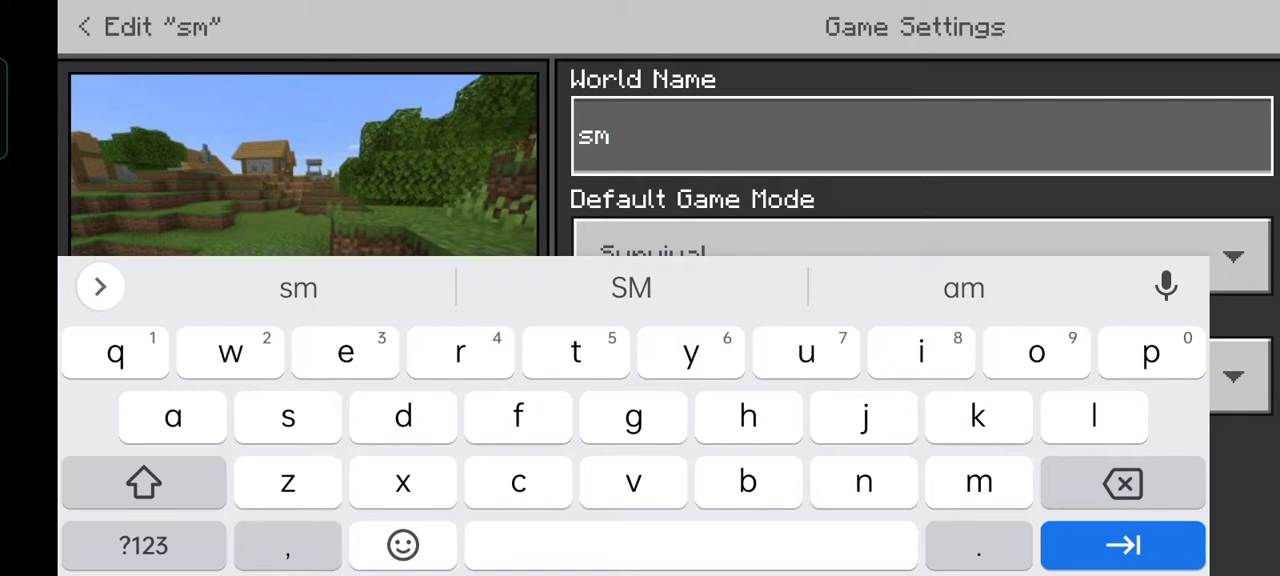 Edit "sm"
Game Settings
World Name
sm
Default Game Mode
Survival
sm SM am
q 1 w 2 e 3 r 4 t 5 y 6 u 7 i 8 o 9 p 0
a s d f g h j k l
z x c v b n m
?123 , .